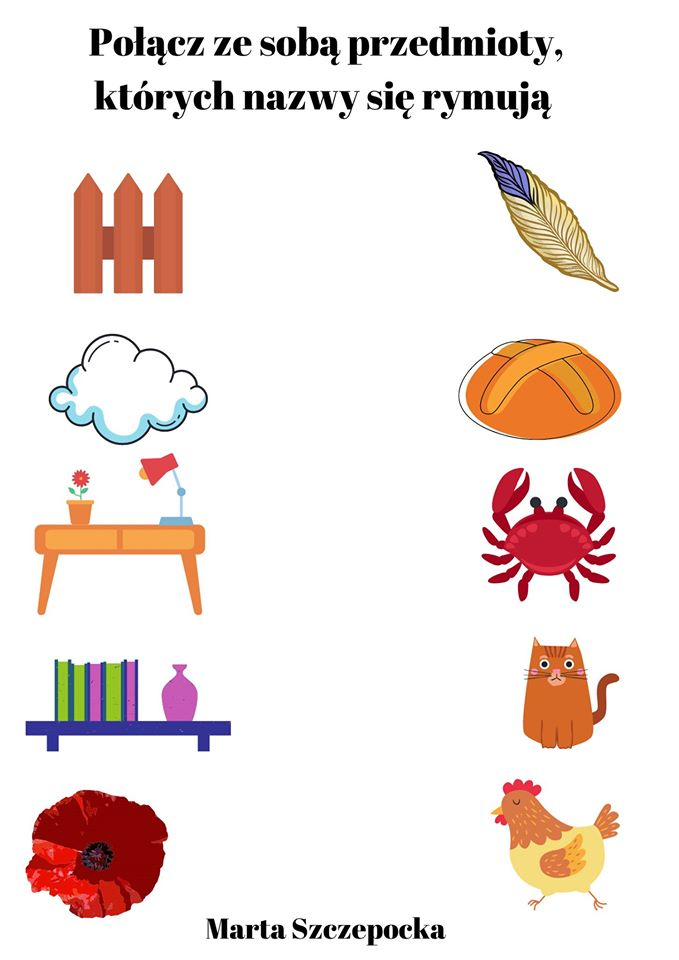 Połącz ze sobą przedmioty,
których nazwy się rymują
Marta Szczepocka